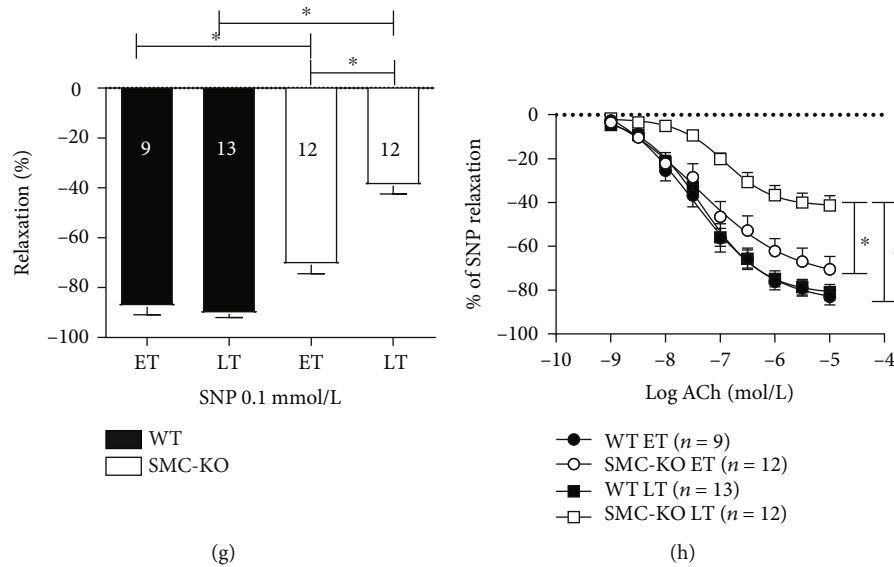 *
*
*
0
−20
−40
−60
−80
−100
Relaxation (%)
9
13
12
12
ET
LT
ET
LT
SNP 0.1 mmol/L
WT
SMC-KO
(g)
0
−20
−40
−60
−80
−100
% of SNP relaxation
*
−10
−9
−8
−7
−6
−5
−4
Log ACh (mol/L)
WT ET (n = 9)
SMC-KO ET (n = 12)
WT LT (n = 13)
SMC-KO LT (n = 12)
(h)